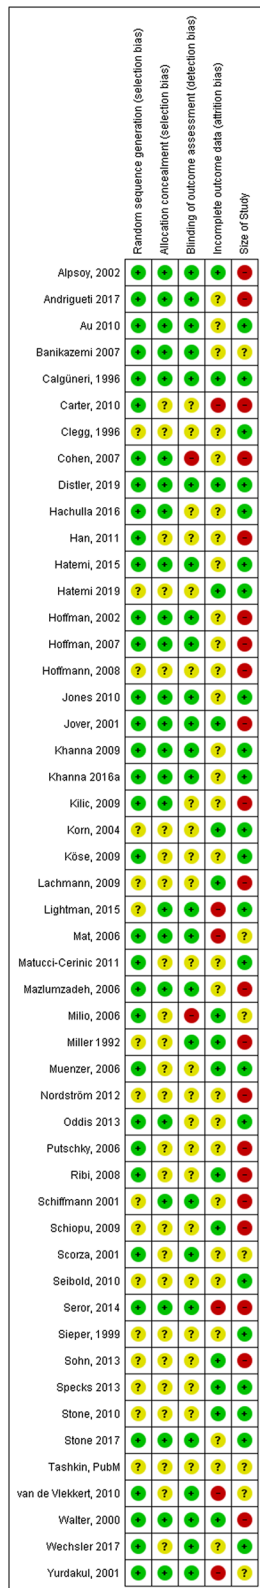 Random sequence generation (selection bias)
Allocation concealment (selection bias)
Blinding of outcome assessment (detection bias)
Incomplete outcome data (attrition bias)
Size of Study
Alpsoy, 2002 + + + + -
Andrigueti 2017 + + + ? -
Au 2010 + + + ? +
Banikazemi 2007 + + + ? ?
Calgüneri, 1996 + + + + +
Carter, 2010 + ? ? - -
Clegg, 1996 ? ? ? ? +
Cohen, 2007 + + - ? -
Distler, 2019 + + + + +
Hachulla 2016 + + ? ? +
Han, 2011 + ? ? ? -
Hatemi, 2015 + + + ? +
Hatemi 2019 ? ? ? + +
Hoffman, 2002 + + + ? -
Hoffman, 2007 + + + ? -
Hoffmann, 2008 ? ? ? ? -
Jones 2010 + + + ? +
Jover, 2001 + + + + -
Khanna 2009 + + + ? +
Khanna 2016a + + + ? +
Kilic, 2009 + + ? ? -
Korn, 2004 ? ? ? + +
Köse, 2009 + ? ? ? +
Lachmann, 2009 ? ? ? + -
Lightman, 2015 ? + + - +
Mat, 2006 + + + - ?
Matucci-Cerinic 2011 + ? ? ? +
Mazlumzadeh, 2006 + + + ? -
Milio, 2006 + ? - + ?
Miller 1992 ? ? + + -
Muenzer, 2006 + ? ? + +
Nordström 2012 ? ? ? ? -
Oddis 2013 + + ? ? +
Putschky, 2006 + ? ? ? -
Ribi, 2008 + ? ? + -
Schiffmann 2001 ? + + ? -
Schiopu, 2009 ? ? ? + -
Scorza, 2001 + ? + ? ?
Seibold, 2010 ? ? ? ? +
Seror, 2014 + + + - -
Sieper, 1999 ? ? ? ? +
Sohn, 2013 ? ? ? + -
Specks 2013 ? ? ? + +
Stone, 2010 ? ? ? + +
Stone 2017 + + + ? +
Tashkin, PubM ? ? ? ? ?
van de Vlekkert, 2010 + ? + - ?
Walter, 2000 + + + + -
Wechsler 2017 + ? + ? +
Yurdakul, 2001 + + + - ?